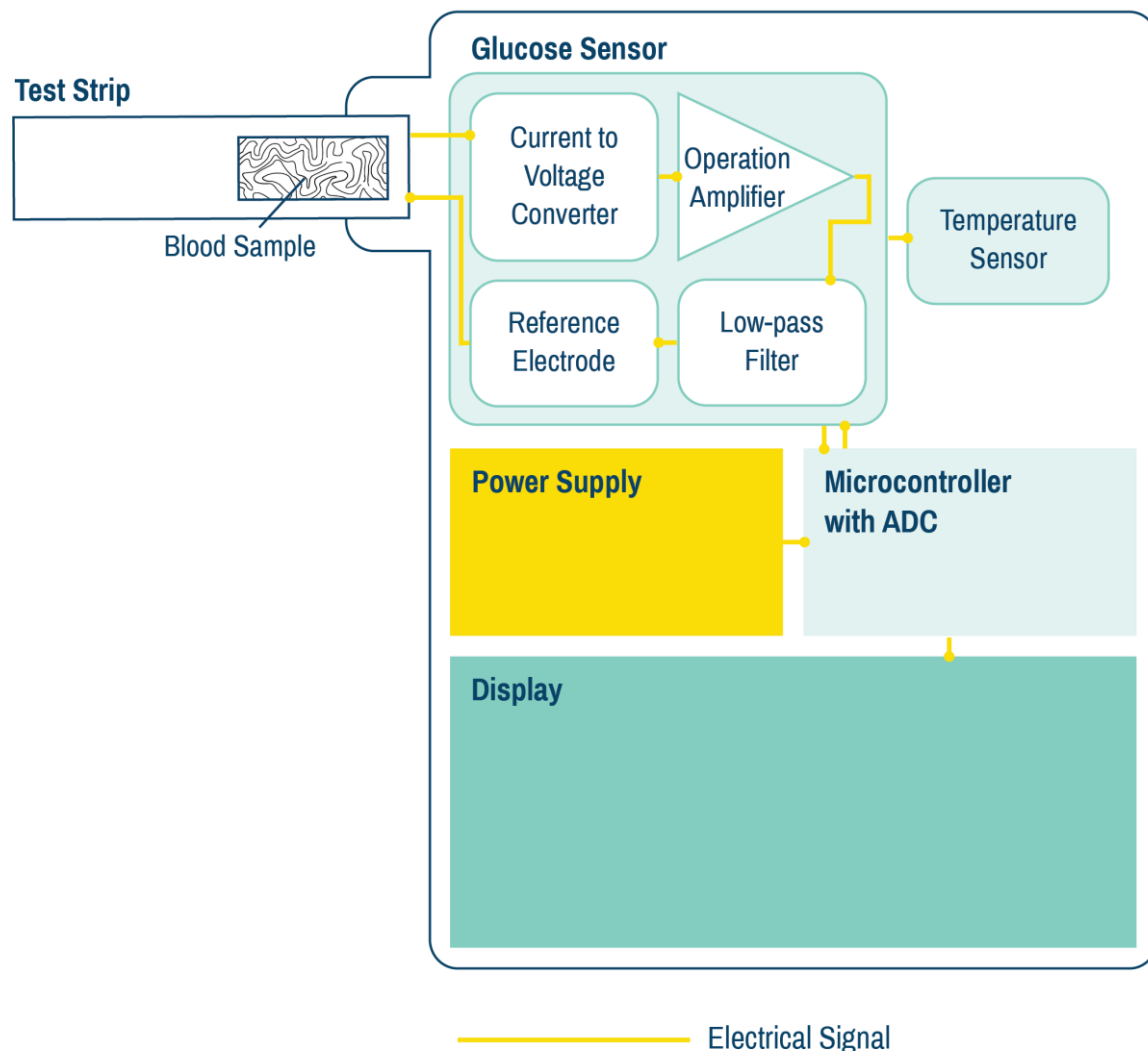 Glucose Sensor
Test Strip
Current to
Voltage
Converter
Operation
Amplifier
Temperature
Sensor
Blood Sample
Reference
Electrode
Low-pass
Filter
Power Supply
Microcontroller
with ADC
Display
Electrical Signal